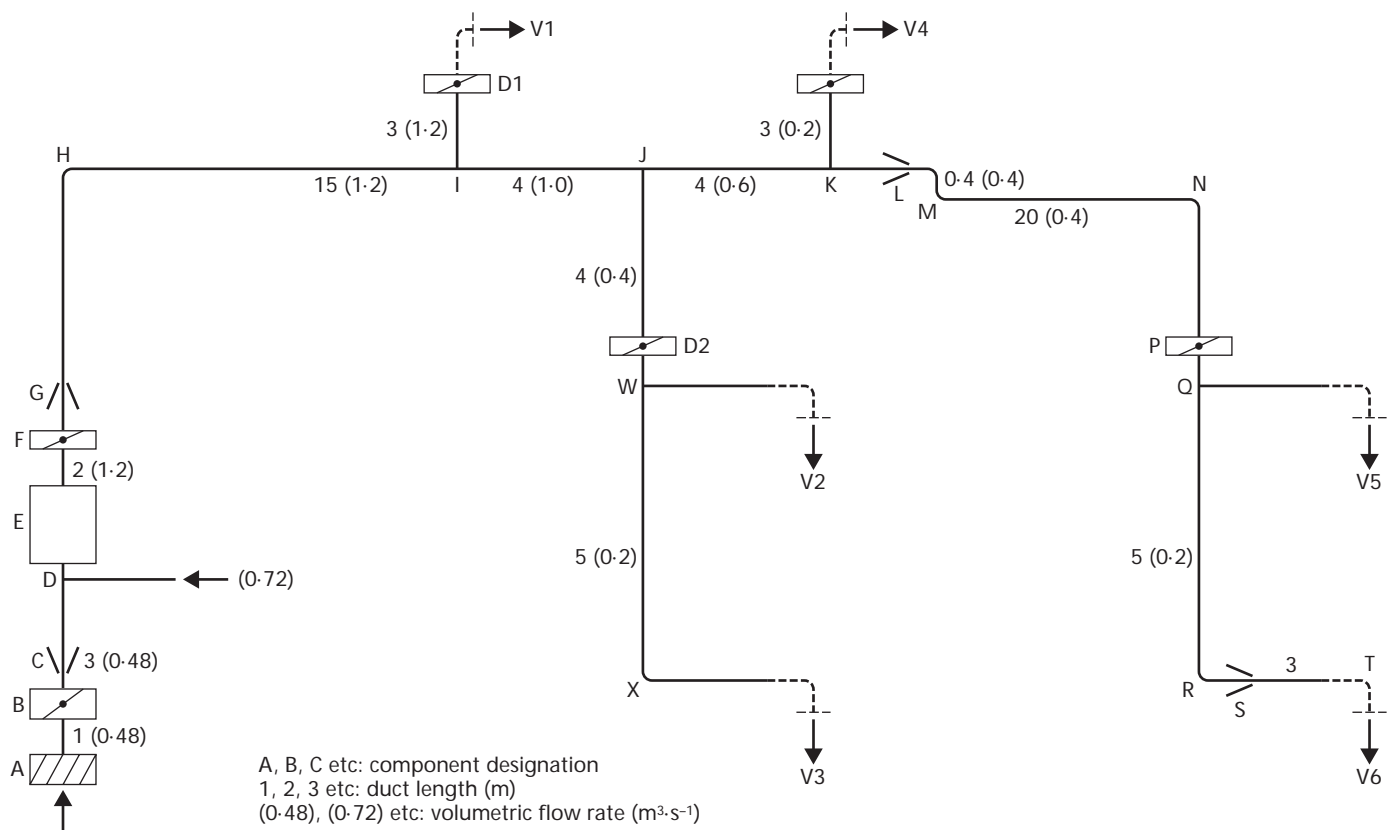 V1
V4
D1
3 (1·2)
3 (0·2)
H
J
N
15 (1·2)
I
4 (1·0)
4 (0·6)
K
L
0·4 (0·4)
M
20 (0·4)
4 (0·4)
D2
P
G
W
Q
F
2 (1·2)
V2
V5
E
5 (0·2)
5 (0·2)
D
(0·72)
C
3 (0·48)
3
T
X
R
S
B
1 (0·48)
A
V3
V6
A, B, C etc: component designation
1, 2, 3 etc: duct length (m)
(0·48), (0·72) etc: volumetric flow rate (m³·s⁻¹)